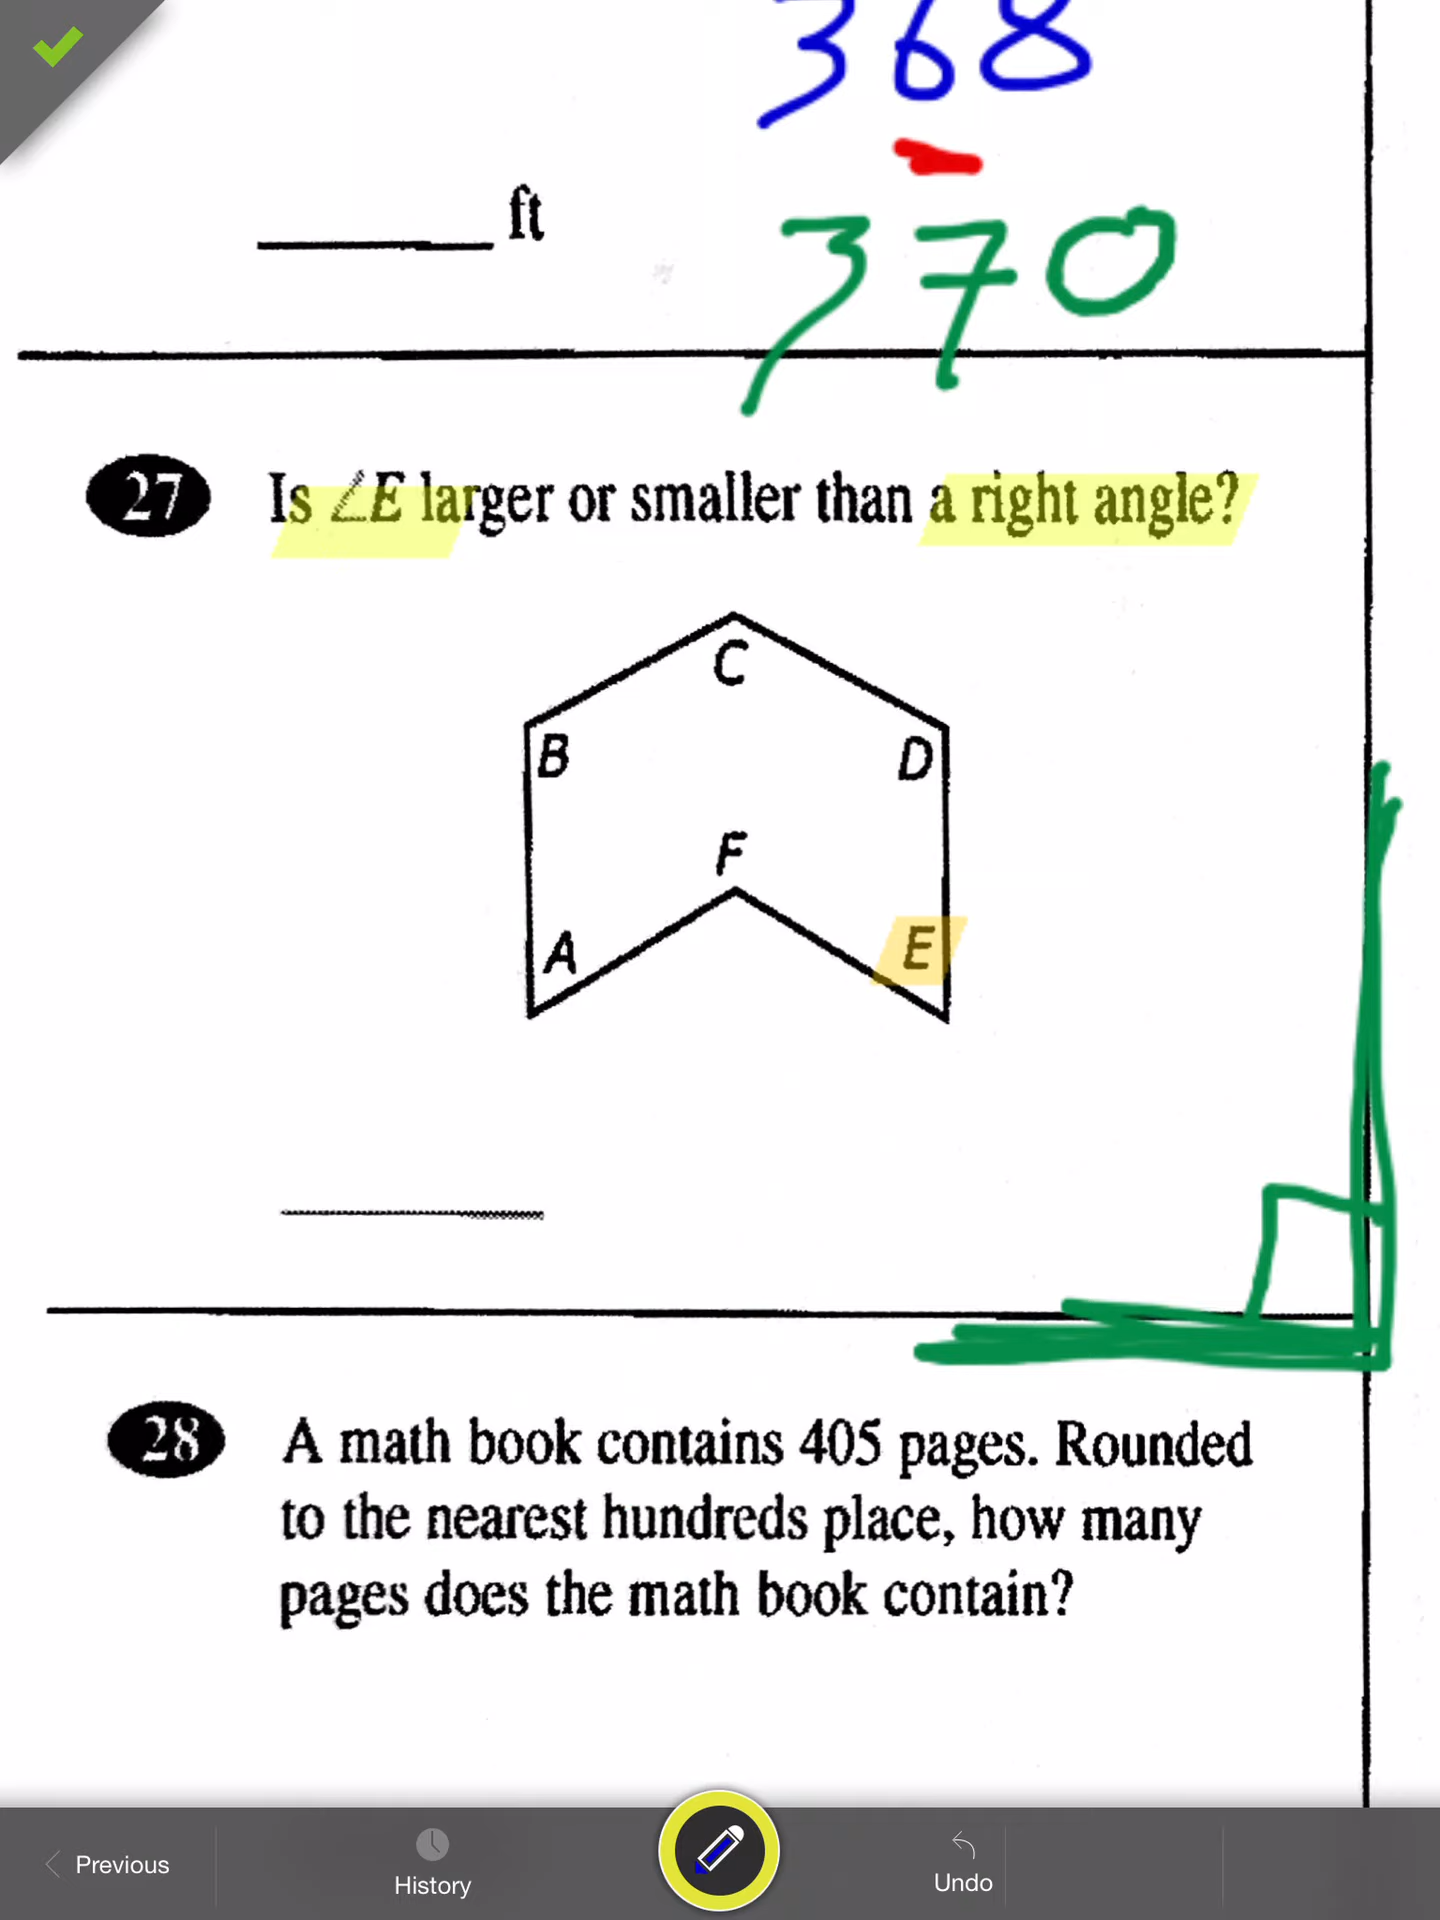 368
ft
370
27 Is ∠E larger or smaller than a right angle?
C
B D
F
A E
28 A math book contains 405 pages. Rounded
to the nearest hundreds place, how many
pages does the math book contain?
Previous History Undo